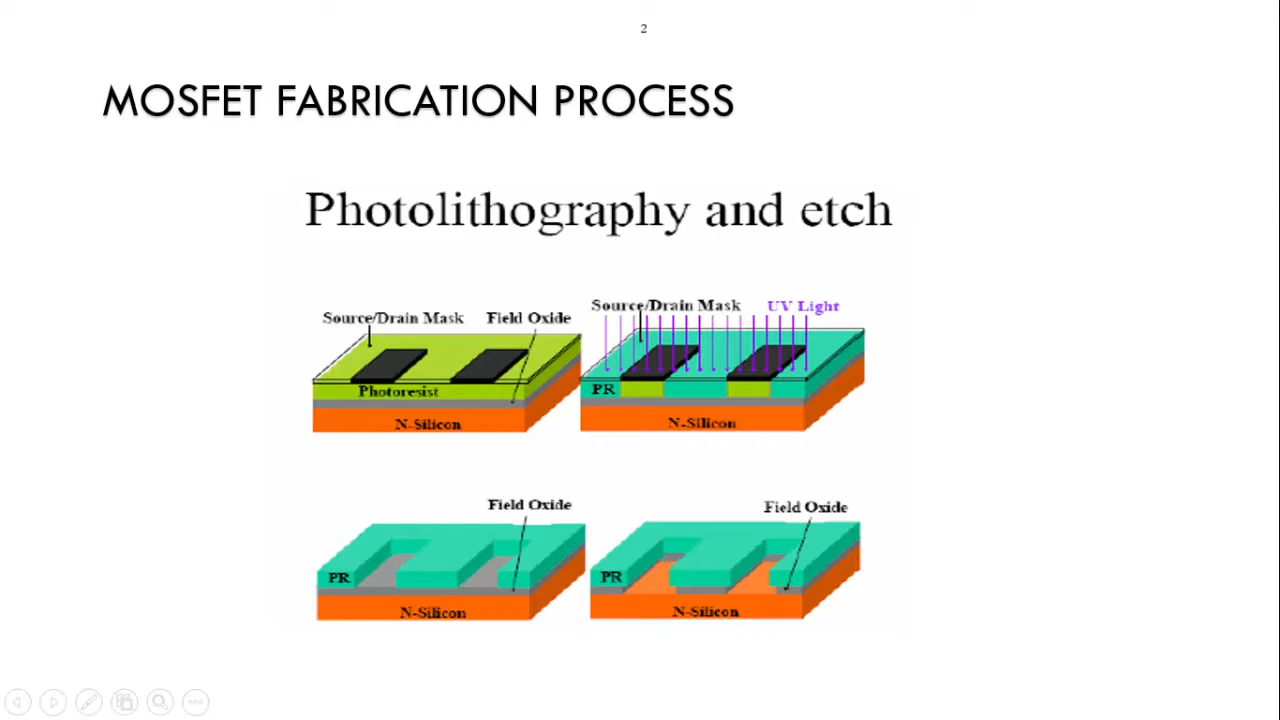 2
MOSFET FABRICATION PROCESS
Photolithography and etch
Source/Drain Mask
Field Oxide
Photoresist
N-Silicon
Source/Drain Mask
UV Light
PR
N-Silicon
Field Oxide
PR
N-Silicon
Field Oxide
PR
N-Silicon